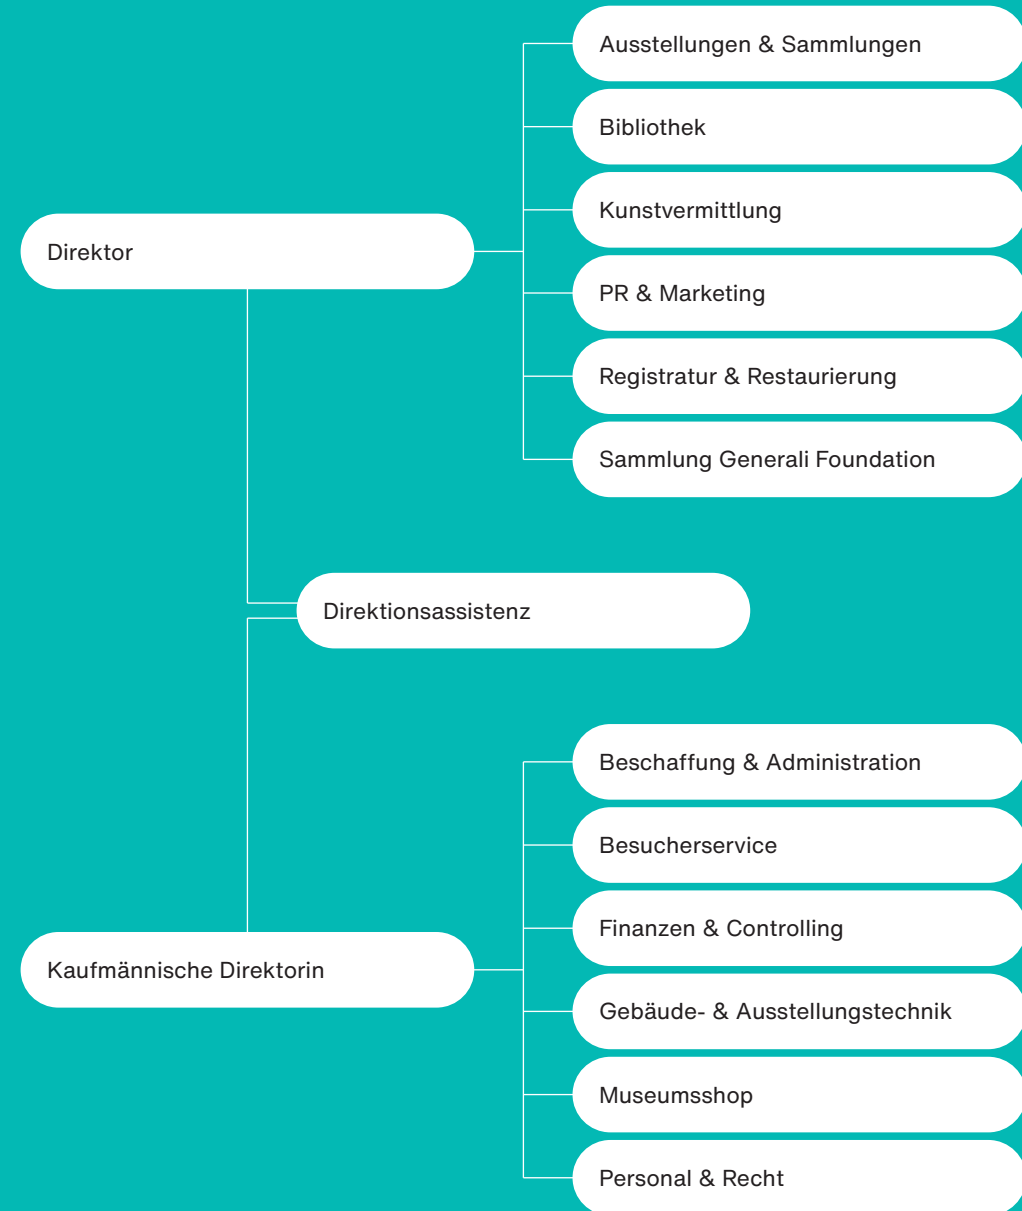 Direktor
Ausstellungen & Sammlungen
Bibliothek
Kunstvermittlung
PR & Marketing
Registratur & Restaurierung
Sammlung Generali Foundation
Direktionsassistenz
Kaufmännische Direktorin
Beschaffung & Administration
Besucherservice
Finanzen & Controlling
Gebäude- & Ausstellungstechnik
Museumsshop
Personal & Recht